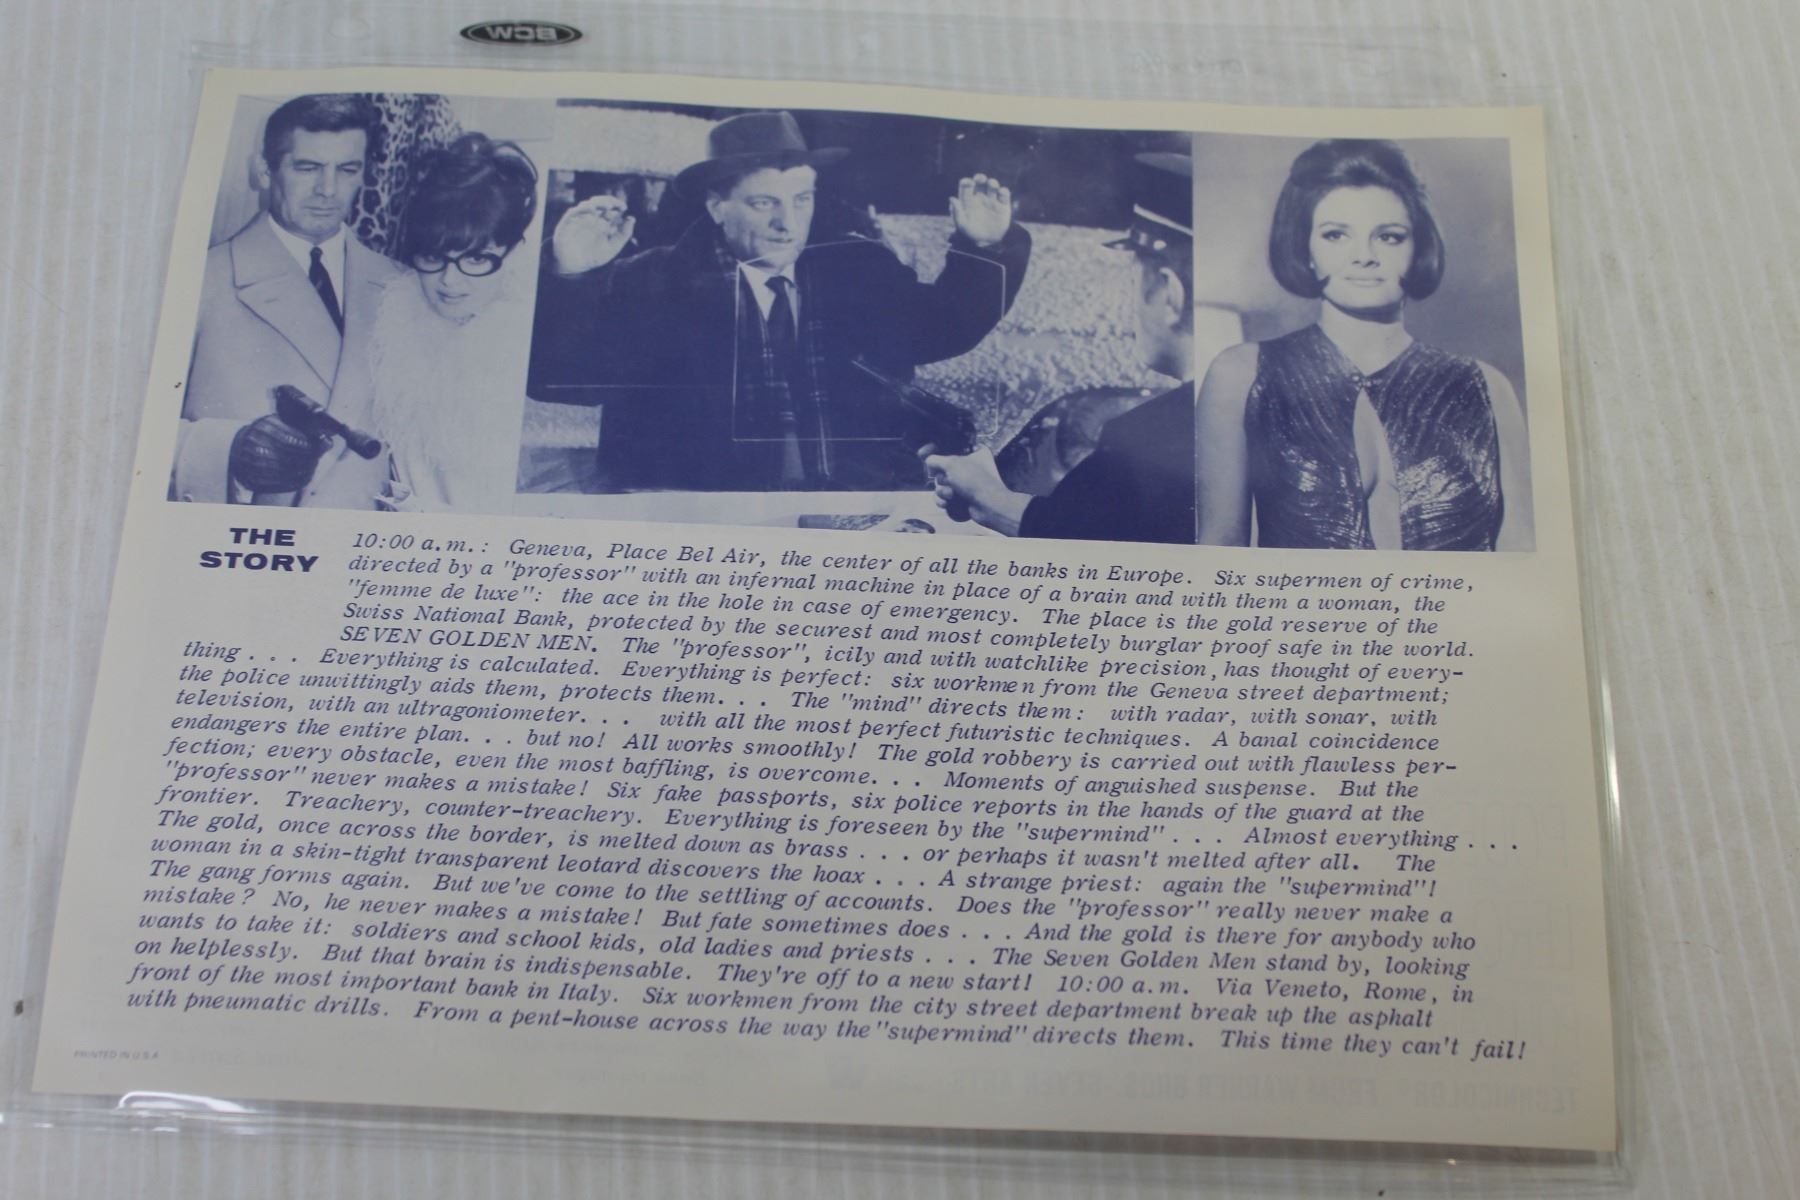 BCW
THE
STORY
10:00 a.m.: Geneva, Place Bel Air, the center of all the banks in Europe. Six supermen of crime,
directed by a "professor" with an infernal machine in place of a brain and with them a woman, the
"femme de luxe": the ace in the hole in case of emergency. The place is the gold reserve of the
Swiss National Bank, protected by the securest and most completely burglar proof safe in the world.
SEVEN GOLDEN MEN. The "professor", icily and with watchlike precision, has thought of every-
thing . . . Everything is calculated. Everything is perfect: six workmen from the Geneva street department;
the police unwittingly aids them, protects them. . . The "mind" directs them: with radar, with sonar, with
television, with an ultragoniometer. . . with all the most perfect futuristic techniques. A banal coincidence
endangers the entire plan. . . but no! All works smoothly! The gold robbery is carried out with flawless per-
fection; every obstacle, even the most baffling, is overcome. . . Moments of anguished suspense. But the
"professor" never makes a mistake! Six fake passports, six police reports in the hands of the guard at the
frontier. Treachery, counter-treachery. Everything is foreseen by the "supermind" . . . Almost everything . . .
The gold, once across the border, is melted down as brass . . . or perhaps it wasn't melted after all. The
woman in a skin-tight transparent leotard discovers the hoax . . . A strange priest: again the "supermind"!
The gang forms again. But we've come to the settling of accounts. Does the "professor" really never make a
mistake? No, he never makes a mistake! But fate sometimes does . . . And the gold is there for anybody who
wants to take it: soldiers and school kids, old ladies and priests . . . The Seven Golden Men stand by, looking
on helplessly. But that brain is indispensable. They're off to a new start! 10:00 a.m. Via Veneto, Rome, in
front of the most important bank in Italy. Six workmen from the city street department break up the asphalt
with pneumatic drills. From a pent-house across the way the "supermind" directs them. This time they can't fail!
PRINTED IN U.S.A.
TECHNICOLOR® FROM WARNER BROS.-SEVEN ARTS